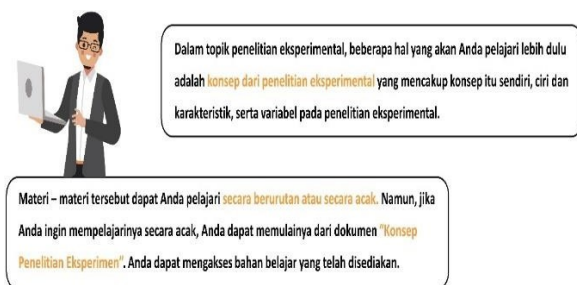 Dalam topik penelitian eksperimental, beberapa hal yang akan Anda pelajari lebih dulu
adalah konsep dari penelitian eksperimental yang mencakup konsep itu sendiri, ciri dan
karakteristik, serta variabel pada penelitian eksperimental.
Materi – materi tersebut dapat Anda pelajari secara berurutan atau secara acak. Namun, jika
Anda ingin mempelajarinya secara acak, Anda dapat memulainya dari dokumen "Konsep
Penelitian Eksperimen". Anda dapat mengakses bahan belajar yang telah disediakan.